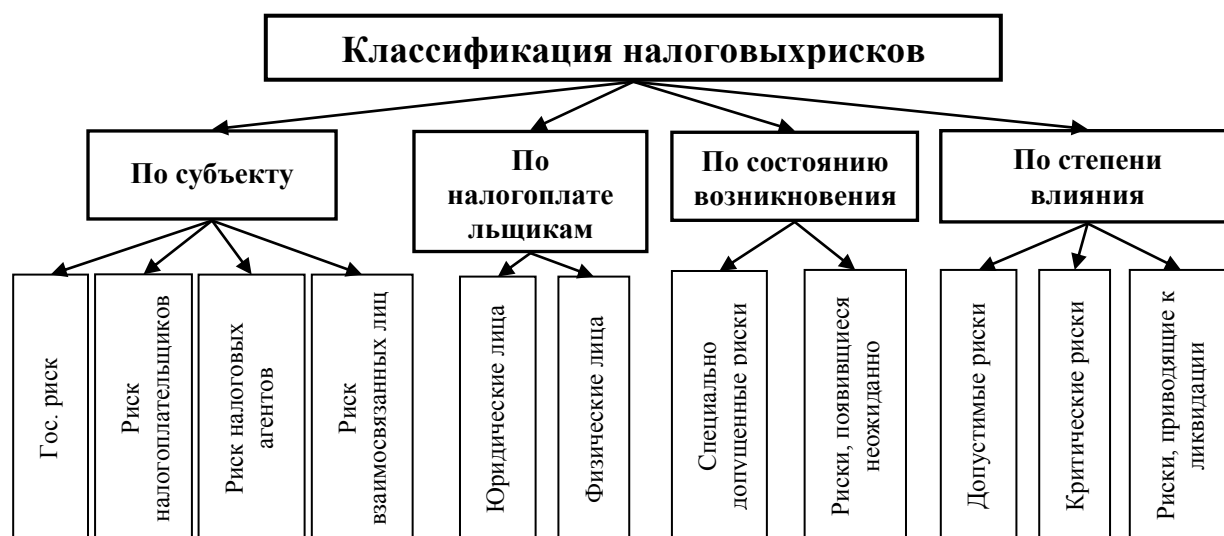 Классификация налоговыхрисков
По субъекту
По
налогоплате
льщикам
По состоянию
возникновения
По степени
влияния
Гос. риск
Риск
налогоплательщиков
Риск налоговых
агентов
Риск
взаимосвязанных лиц
Юридические лица
Физические лица
Специально
допущенные риски
Риски, появившиеся
неожиданно
Допустимые риски
Критические риски
Риски, приводящие к
ликвидации